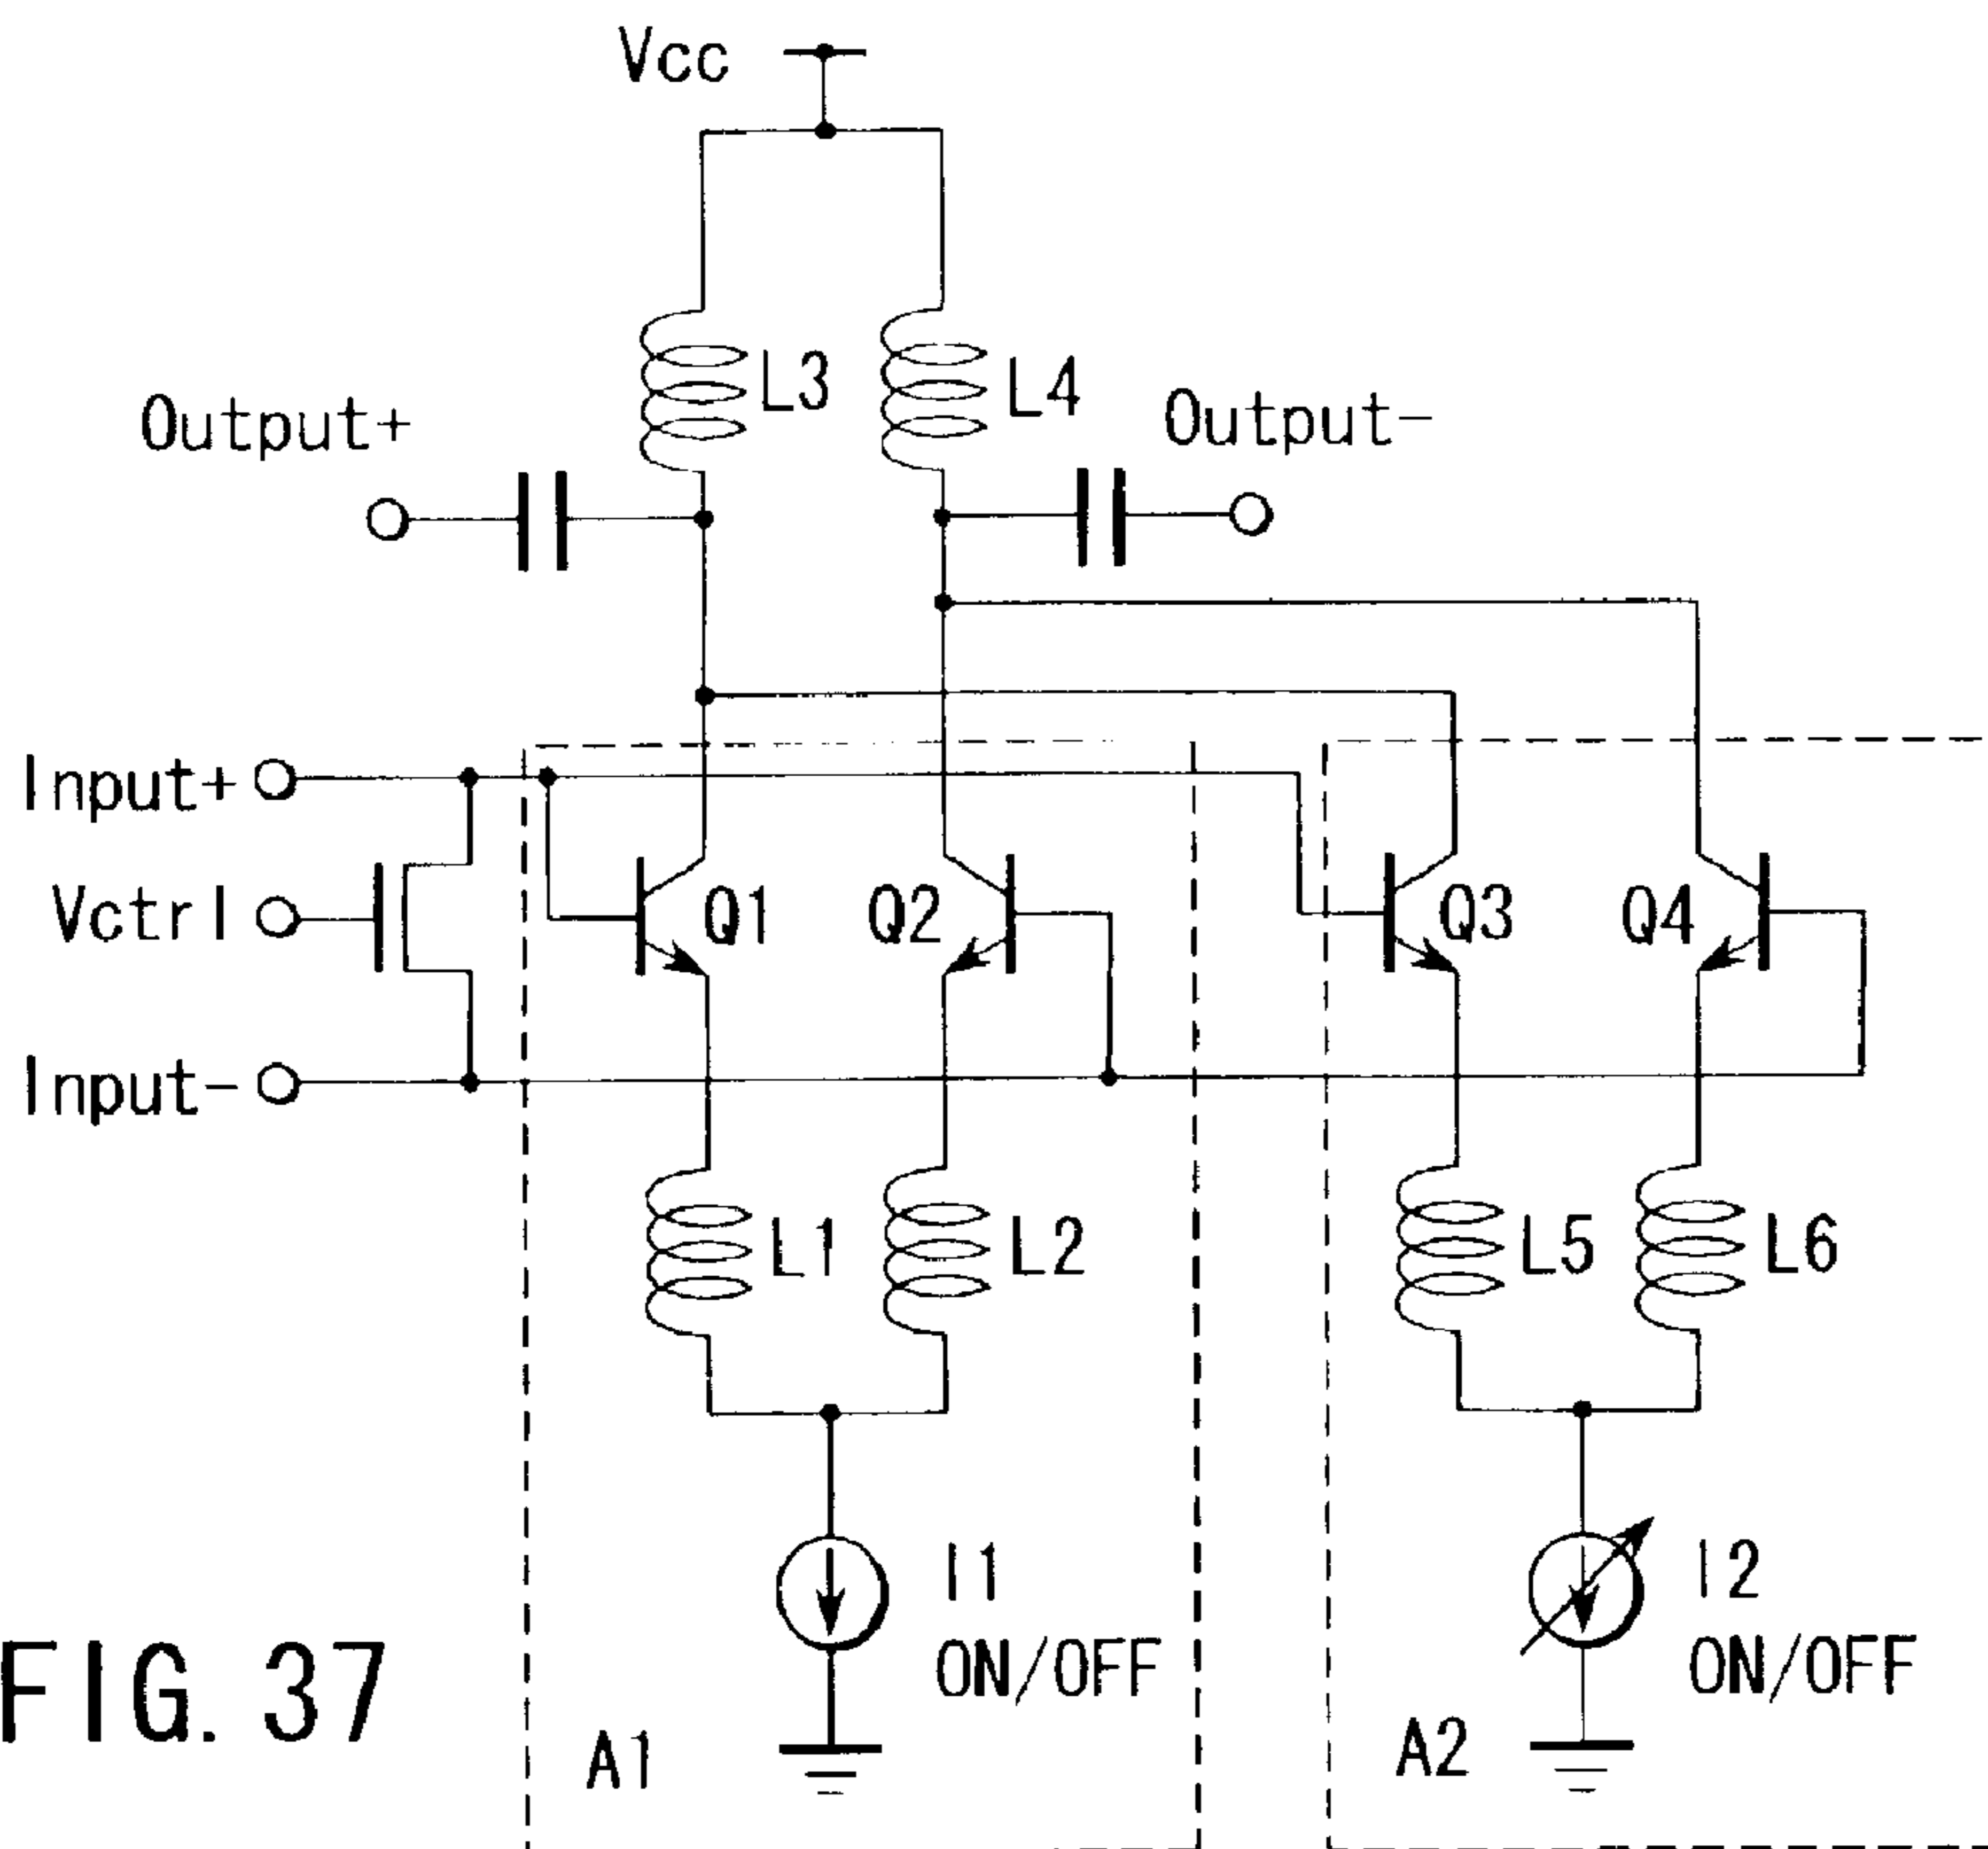 Vcc
L3
L4
Output+
Output-
Input+
Vctrl
Q1
Q2
Q3
Q4
Input-
L1
L2
L5
L6
I1
ON/OFF
I2
ON/OFF
FIG. 37
A1
A2